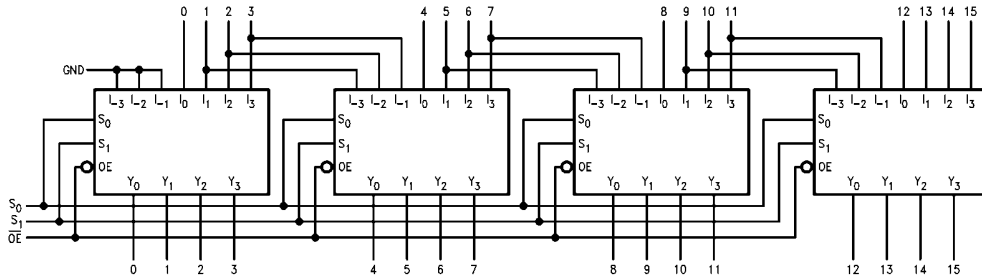 0 1 2 3 4 5 6 7 8 9 10 11 12 13 14 15
GND
I-3 I-2 I-1 I0 I1 I2 I3 I-3 I-2 I-1 I0 I1 I2 I3 I-3 I-2 I-1 I0 I1 I2 I3 I-3 I-2 I-1 I0 I1 I2 I3
S0 S0 S0 S0
S1 S1 S1 S1
OE OE OE OE
Y0 Y1 Y2 Y3 Y0 Y1 Y2 Y3 Y0 Y1 Y2 Y3 Y0 Y1 Y2 Y3
S0
S1
OE
0 1 2 3 4 5 6 7 8 9 10 11 12 13 14 15